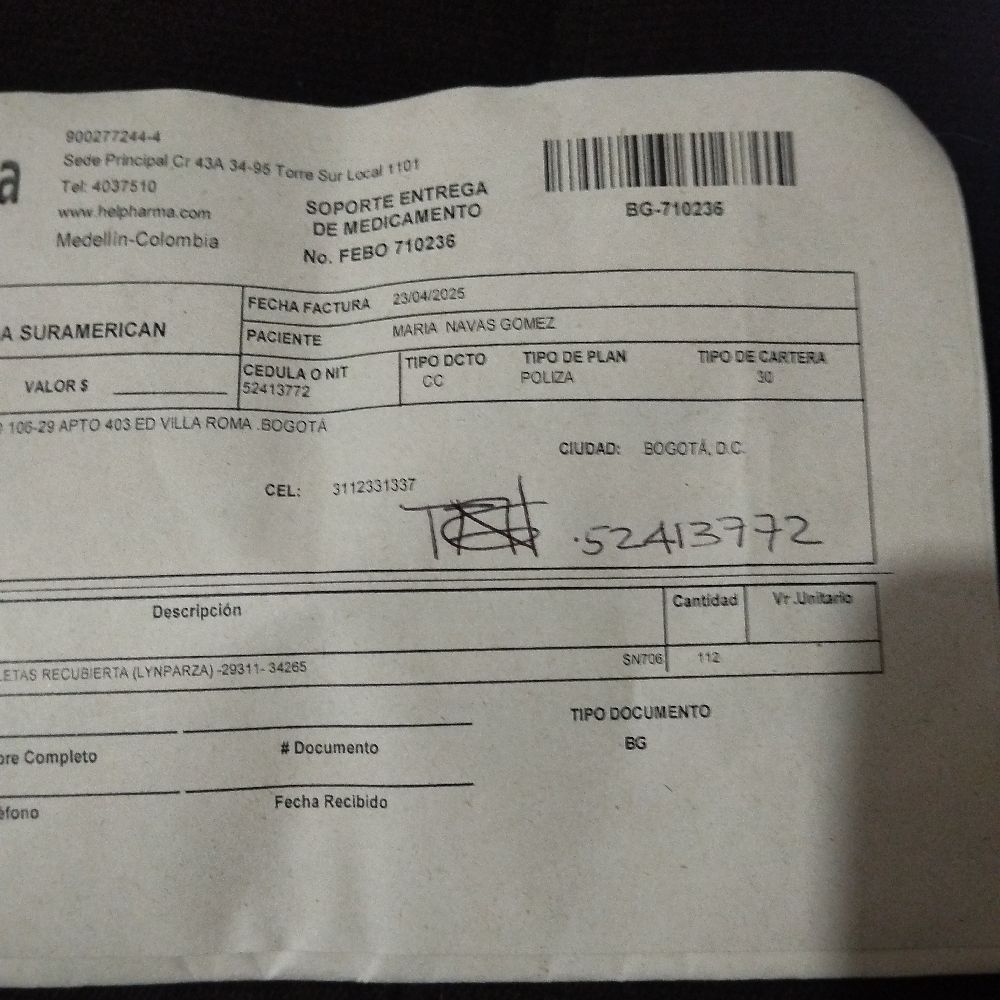 900277244-4
Sede Principal Cr 43A 34-95 Torre Sur Local 1101
Tel: 4037510
www.helpharma.com
Medellín-Colombia
SOPORTE ENTREGA
DE MEDICAMENTO
No. FEBO 710236
BG-710236
FECHA FACTURA 23/04/2025
A SURAMERICAN
PACIENTE MARIA NAVAS GOMEZ
VALOR $
CEDULA O NIT
52413772
TIPO DCTO
CC
TIPO DE PLAN
POLIZA
TIPO DE CARTERA
30
106-29 APTO 403 ED VILLA ROMA .BOGOTÁ
CIUDAD: BOGOTÁ, D.C.
CEL: 3112331337
.52413772
Descripción Cantidad Vr.Unitario
LETAS RECUBIERTA (LYNPARZA) -29311- 34265 SN706 112
TIPO DOCUMENTO
BG
bre Completo # Documento
éfono Fecha Recibido